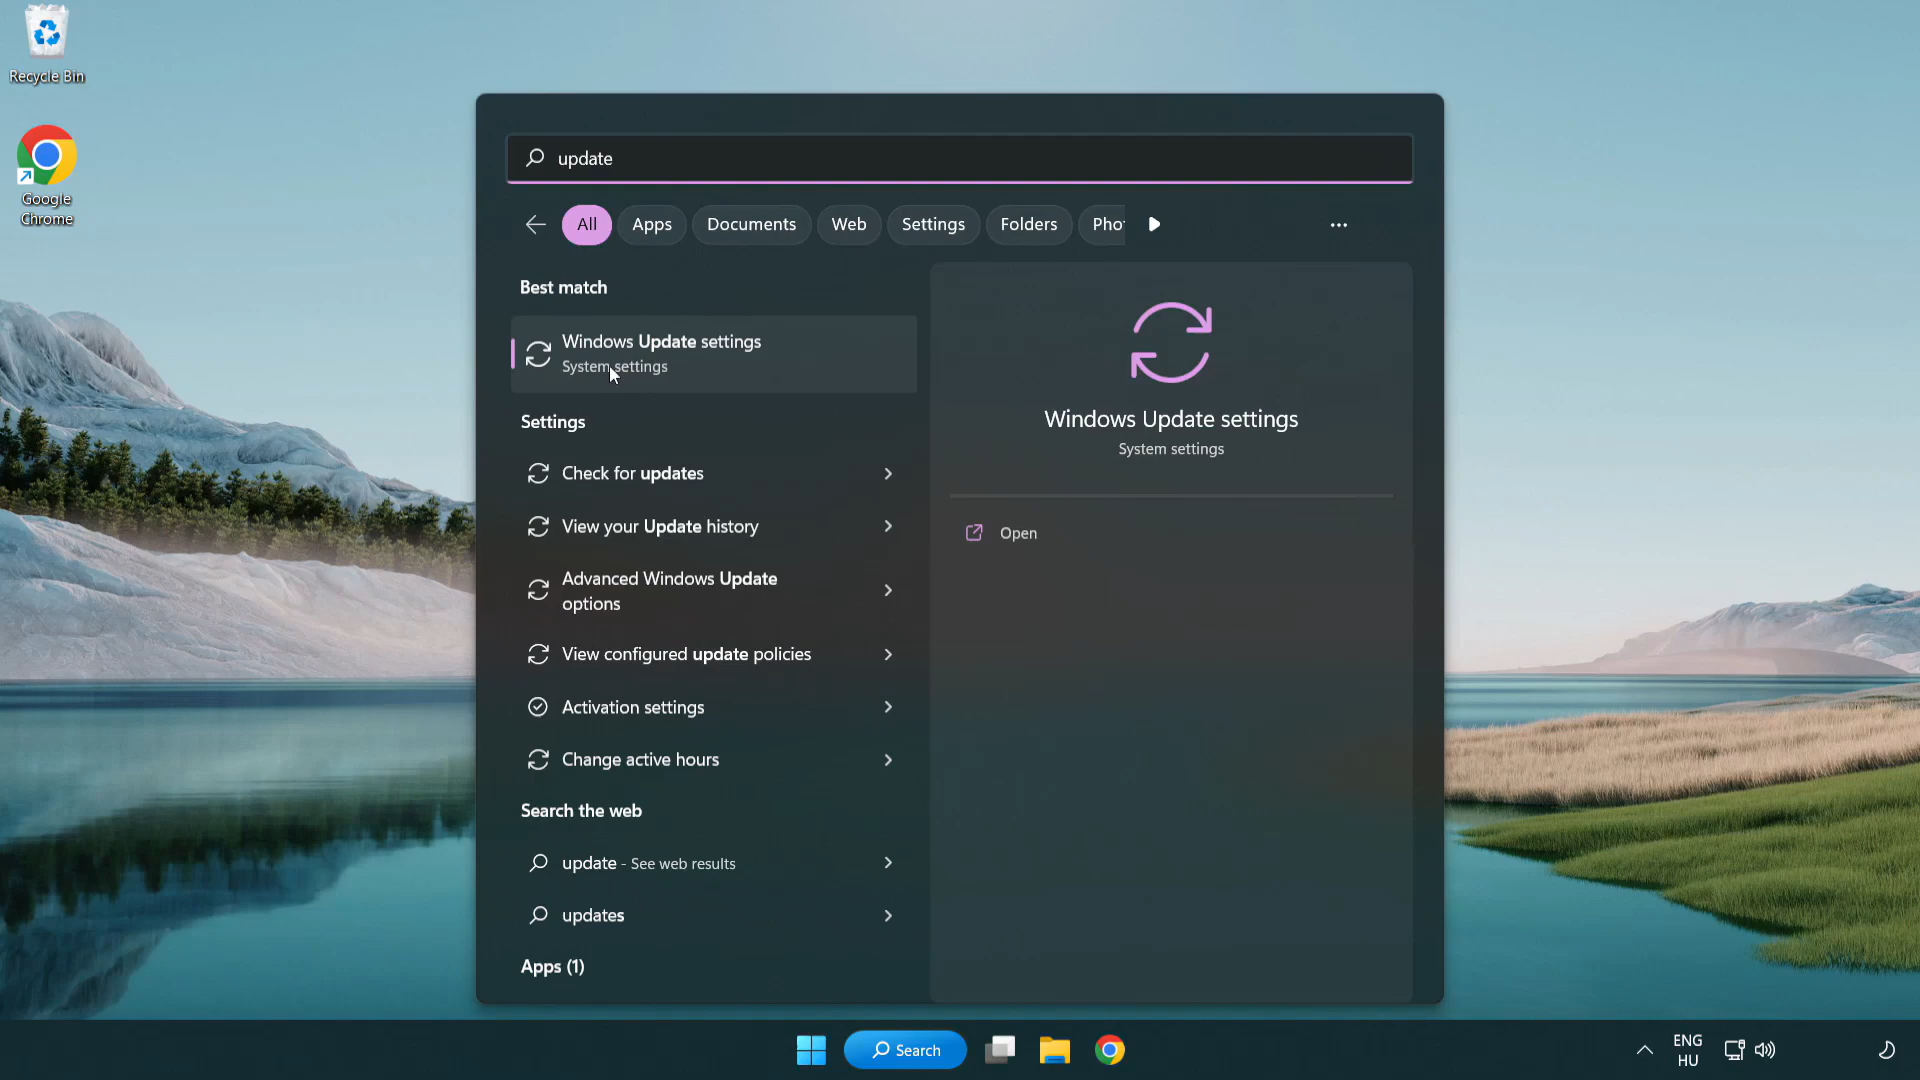 Recycle Bin
Google
Chrome
update
All
Apps
Documents
Web
Settings
Folders
Pho
Best match
Windows Update settings
System settings
Settings
Check for updates
View your Update history
Advanced Windows Update
options
View configured update policies
Activation settings
Change active hours
Search the web
update - See web results
updates
Apps (1)
Windows Update settings
System settings
Open
Search
ENG
HU